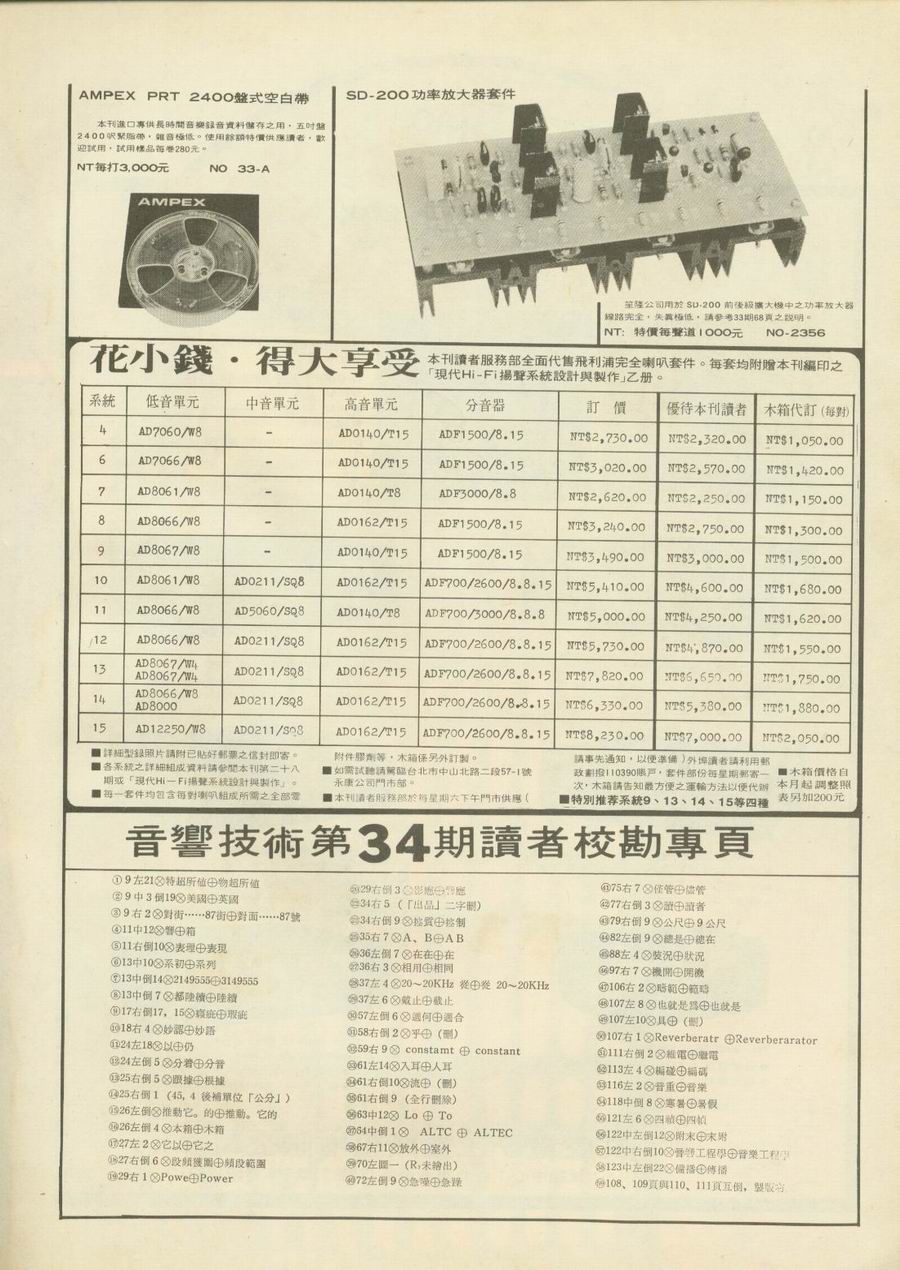 AMPEX PRT 2400盤式空白帶
本刊進口專供長時間音樂錄音資料儲存之用,五吋盤
2400呎聚脂帶,雜音極低。使用餘額特價供應讀者,歡
迎試用,試用樣品每卷280元。
NT每打3,000元 NO 33-A
AMPEX
SD-200功率放大器套件
笙隆公司用於 SD-200 前後級擴大機中之功率放大器
線路完全,失真極低,請參考33期68頁之說明。
NT: 特價每聲道1000元 NO-2356
花小錢·得大享受
本刊讀者服務部全面代售飛利浦完全喇叭套件。每套均附贈本刊編印之
「現代Hi-Fi揚聲系統設計與製作」乙册。
系統 低音單元 中音單元 高音單元 分音器 訂價 優待本刊讀者 木箱代訂(每對)
4 AD7060/W8 - AD0140/T15 ADF1500/8.15 NT$2,730.00 NT$2,320.00 NT$1,050.00
6 AD7066/W8 - AD0140/T15 ADF1500/8.15 NT$3,020.00 NT$2,570.00 NT$1,420.00
7 AD8061/W8 - AD0140/T8 ADF3000/8.8 NT$2,620.00 NT$2,250.00 NT$1,150.00
8 AD8066/W8 - AD0162/T15 ADF1500/8.15 NT$3,240.00 NT$2,750.00 NT$1,300.00
9 AD8067/W8 - AD0140/T15 ADF1500/8.15 NT$3,490.00 NT$3,000.00 NT$1,500.00
10 AD8061/W8 AD0211/SQ8 AD0162/T15 ADF700/2600/8.8.15 NT$5,410.00 NT$4,600.00 NT$1,680.00
11 AD8066/W8 AD5060/SQ8 AD0140/T8 ADF700/3000/8.8.8 NT$5,000.00 NT$4,250.00 NT$1,620.00
12 AD8066/W8 AD0211/SQ8 AD0162/T15 ADF700/2600/8.8.15 NT$5,730.00 NT$4,870.00 NT$1,550.00
13 AD8067/W4 AD8067/W4 AD0211/SQ8 AD0162/T15 ADF700/2600/8.8.15 NT$7,820.00 NT$6,650.00 NT$1,750.00
14 AD8066/W8 AD8000 AD0211/SQ8 AD0162/T15 ADF700/2600/8.8.15 NT$6,330.00 NT$5,380.00 NT$1,880.00
15 AD12250/W8 AD0211/SQ8 AD0162/T15 ADF700/2600/8.8.15 NT$8,230.00 NT$7,000.00 NT$2,050.00
■詳細型錄照片請附已貼好郵票之信封即寄。
■各系統之詳細組成資料請參閱本刊第二十八
期或「現代Hi-Fi揚聲系統設計與製作」。
■每一套件均包含每對喇叭組成所需之全部零
附件膠劑等,木箱係另外訂製。
■如需試聽請駕臨台北市中山北路二段57-1號
永康公司門市部。
■本刊讀者服務部於每星期六下午門市供應(
請事先通知,以便準備)外埠讀者請利用郵
政劃撥110390賬戶,套件部份每星期郵寄一
次,木箱請告知最方便之運輸方法以便代辦
■特別推荐系統9、13、14、15等四種
■木箱價格自
本月起調整照
表另加200元
音響技術第34期讀者校勘專頁
①9左21⊗特超所值⊕物超所值
②9中3倒19⊗美國⊕英國
③9右2⊗對街……87街⊕對面……87號
④11中12⊗響⊕箱
⑤11右倒10⊗表理⊕表現
⑥13中10⊗系初⊕系列
⑦13中倒14⊗2149555⊕3149555
⑧13中倒7⊗都陸續⊕陸續
⑨17右倒17,15⊗瘕疵⊕瑕疵
⑩18右4⊗妙認⊕妙語
⑪24左18⊗以⊕仍
⑫24左倒5⊗分着⊕分音
⑬25右倒5⊗跟據⊕根據
⑭25右倒1(45,4 後補單位「公分」)
⑮26左倒⊗推動它。的⊕推動。它的
⑯26左倒4⊗本箱⊕木箱
⑰27左2⊗它以⊕它之
⑱27右倒6⊗段頻獲圍⊕頻段範圍
⑲29右1⊗Powe⊕Power
⑳29右倒3
㉑34右5(「出品」二字刪)
㉒34右倒9⊗控質⊕控制
㉕35右7⊗A、B⊕AB
㉖36左倒7⊗在在⊕在
㉗36右3⊗相用⊕相同
㉘37左4⊗20~20KHz 從⊕從 20~20KHz
㉙37左6⊗戴止⊕截止
㉚57左倒6⊗適何⊕適合
㉛58右倒2⊗乎⊕(刪)
㉜59右9⊗ constamt ⊕ constant
㉝61左14⊗入耳⊕人耳
㉞61右倒10⊗流⊕(刪)
㉟61右倒9(全行刪除)
㊱63中12⊗ Lo ⊕ To
㊲64中倒1⊗ ALTC ⊕ ALTEC
㊳67右11⊗放外⊕室外
㊴70左圖一(R₁未繪出)
㊵72左倒9⊗急噪⊕急躁
㊶75右7⊗侭管⊕儘管
㊷77右倒3⊗讀⊕讀者
㊸79右倒9⊗公尺⊕9公尺
㊹82左倒9⊗總是⊕總在
㊺88左4⊗裝況⊕狀況
㊻97右7⊗機開⊕開機
㊼106右2⊗疇範⊕範疇
㊽107左8⊗也就是爲⊕也就是
㊾107左10⊗具⊕(刪)
㊿107右1⊗Reverberatr ⊕Reverberarator
111右倒2⊗維電⊕繼電
113左4⊗編碰⊕編碼
116左2⊗音重⊕音樂
118中倒8⊗寒暑⊕暑假
121左6⊗四禎⊕四幀
122中左倒12⊗附末⊕末附
122中右倒10⊗音響工程學⊕音樂工程學
123中左倒22⊗傳播⊕傳播
108、109頁與110、111頁互倒,製版